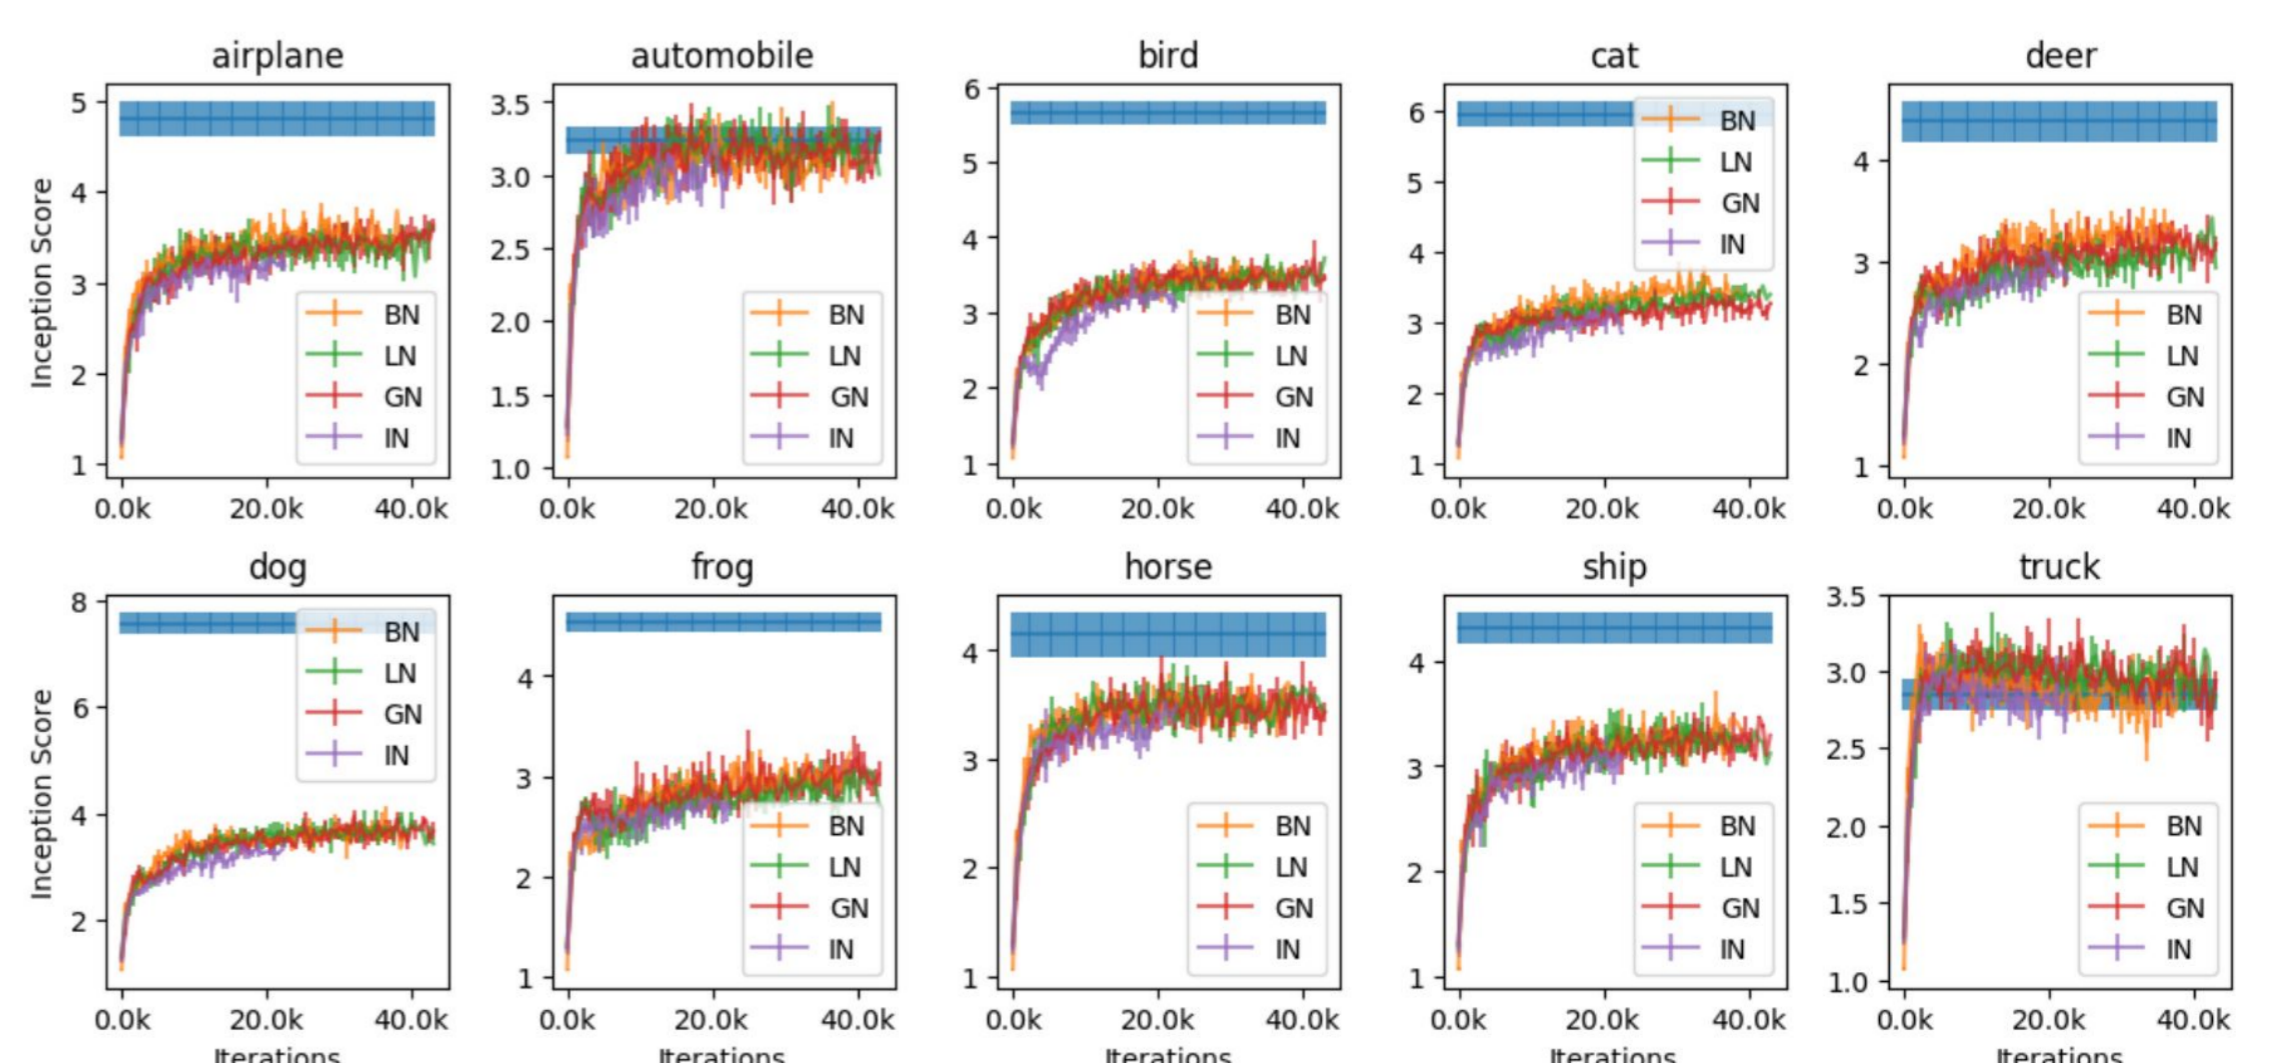 airplane
automobile
bird
cat
deer
Inception Score
5
4
3
2
1
BN
LN
GN
IN
0.0k 20.0k 40.0k
3.5
3.0
2.5
2.0
1.5
1.0
BN
LN
GN
IN
0.0k 20.0k 40.0k
6
5
4
3
2
1
BN
LN
GN
IN
0.0k 20.0k 40.0k
6
5
4
3
2
1
BN
LN
GN
IN
0.0k 20.0k 40.0k
4
3
2
1
BN
LN
GN
IN
0.0k 20.0k 40.0k
dog
frog
horse
ship
truck
Inception Score
8
6
4
2
BN
LN
GN
IN
0.0k 20.0k 40.0k
Iterations
4
3
2
1
BN
LN
GN
IN
0.0k 20.0k 40.0k
Iterations
4
3
2
1
BN
LN
GN
IN
0.0k 20.0k 40.0k
Iterations
4
3
2
1
BN
LN
GN
IN
0.0k 20.0k 40.0k
Iterations
3.5
3.0
2.5
2.0
1.5
1.0
BN
LN
GN
IN
0.0k 20.0k 40.0k
Iterations